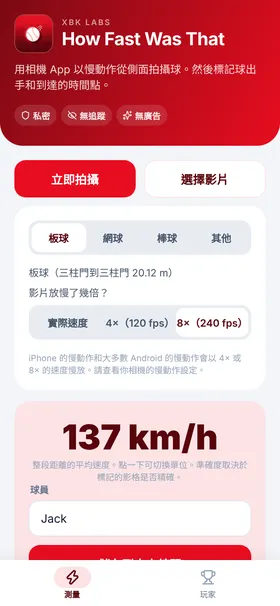 XBK LABS
How Fast Was That
用相機 App 以慢動作從側面拍攝球。然後標記球出
手和到達的時間點。
私密
無追蹤
無廣告
立即拍攝
選擇影片
板球
網球
棒球
其他
板球（三柱門到三柱門 20.12 m）
影片放慢了幾倍？
實際速度
4×（120 fps）
8×（240 fps）
iPhone 的慢動作和大多數 Android 的慢動作會以 4× 或
8× 的速度慢放。請查看你相機的慢動作設定。
137 km/h
整段距離的平均速度。點一下可切換單位。準確度取決於
標記的影格是否精確。
球員
Jack
測量
玩家